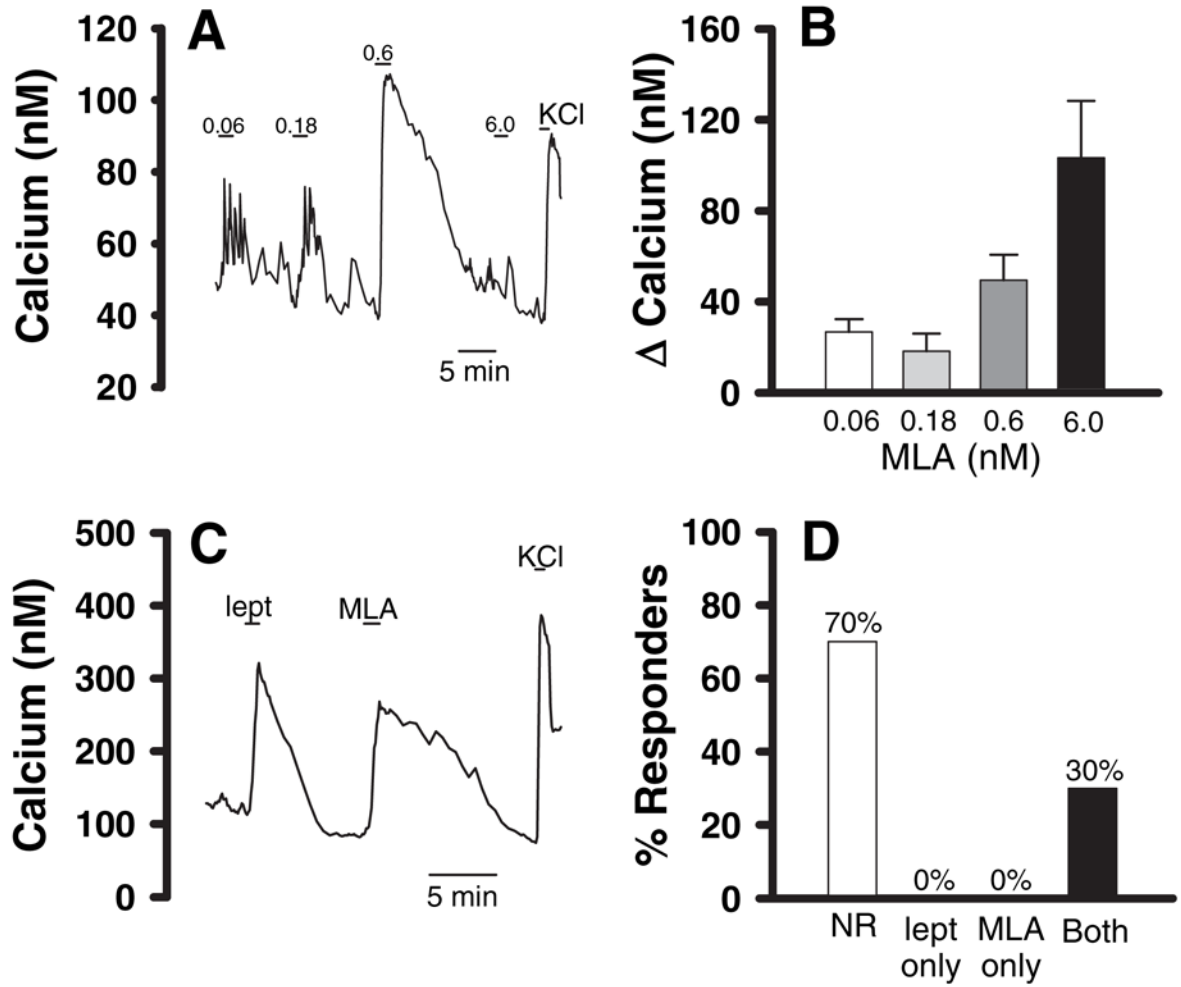 A
Calcium (nM)
120
100
80
60
40
20
0.06
0.18
0.6
6.0
KCl
5 min
B
Δ Calcium (nM)
160
120
80
40
0
0.06 0.18 0.6 6.0
MLA (nM)
C
Calcium (nM)
500
400
300
200
100
0
lept
MLA
KCl
5 min
D
% Responders
100
80
60
40
20
0
70%
0%
0%
30%
NR
lept
only
MLA
only
Both